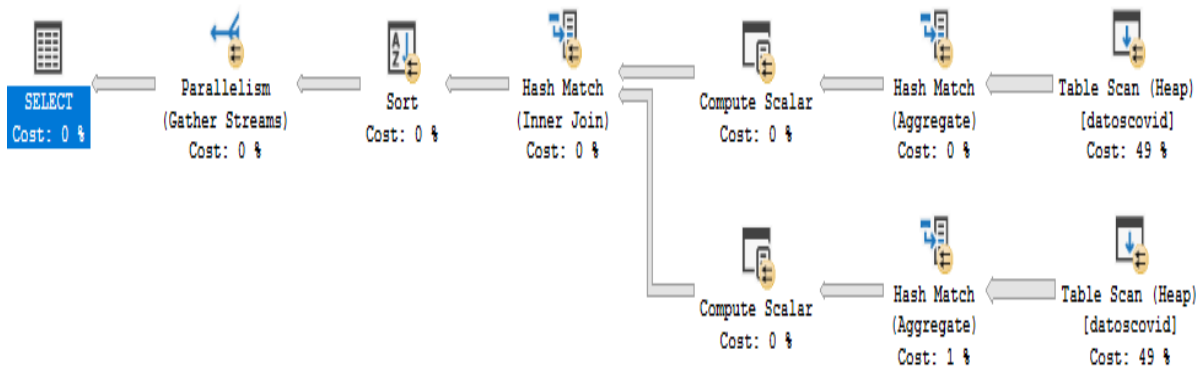 SELECT
Cost: 0 %
Parallelism
(Gather Streams)
Cost: 0 %
Sort
Cost: 0 %
Hash Match
(Inner Join)
Cost: 0 %
Compute Scalar
Cost: 0 %
Hash Match
(Aggregate)
Cost: 0 %
Table Scan (Heap)
[datoscovid]
Cost: 49 %
Compute Scalar
Cost: 0 %
Hash Match
(Aggregate)
Cost: 1 %
Table Scan (Heap)
[datoscovid]
Cost: 49 %